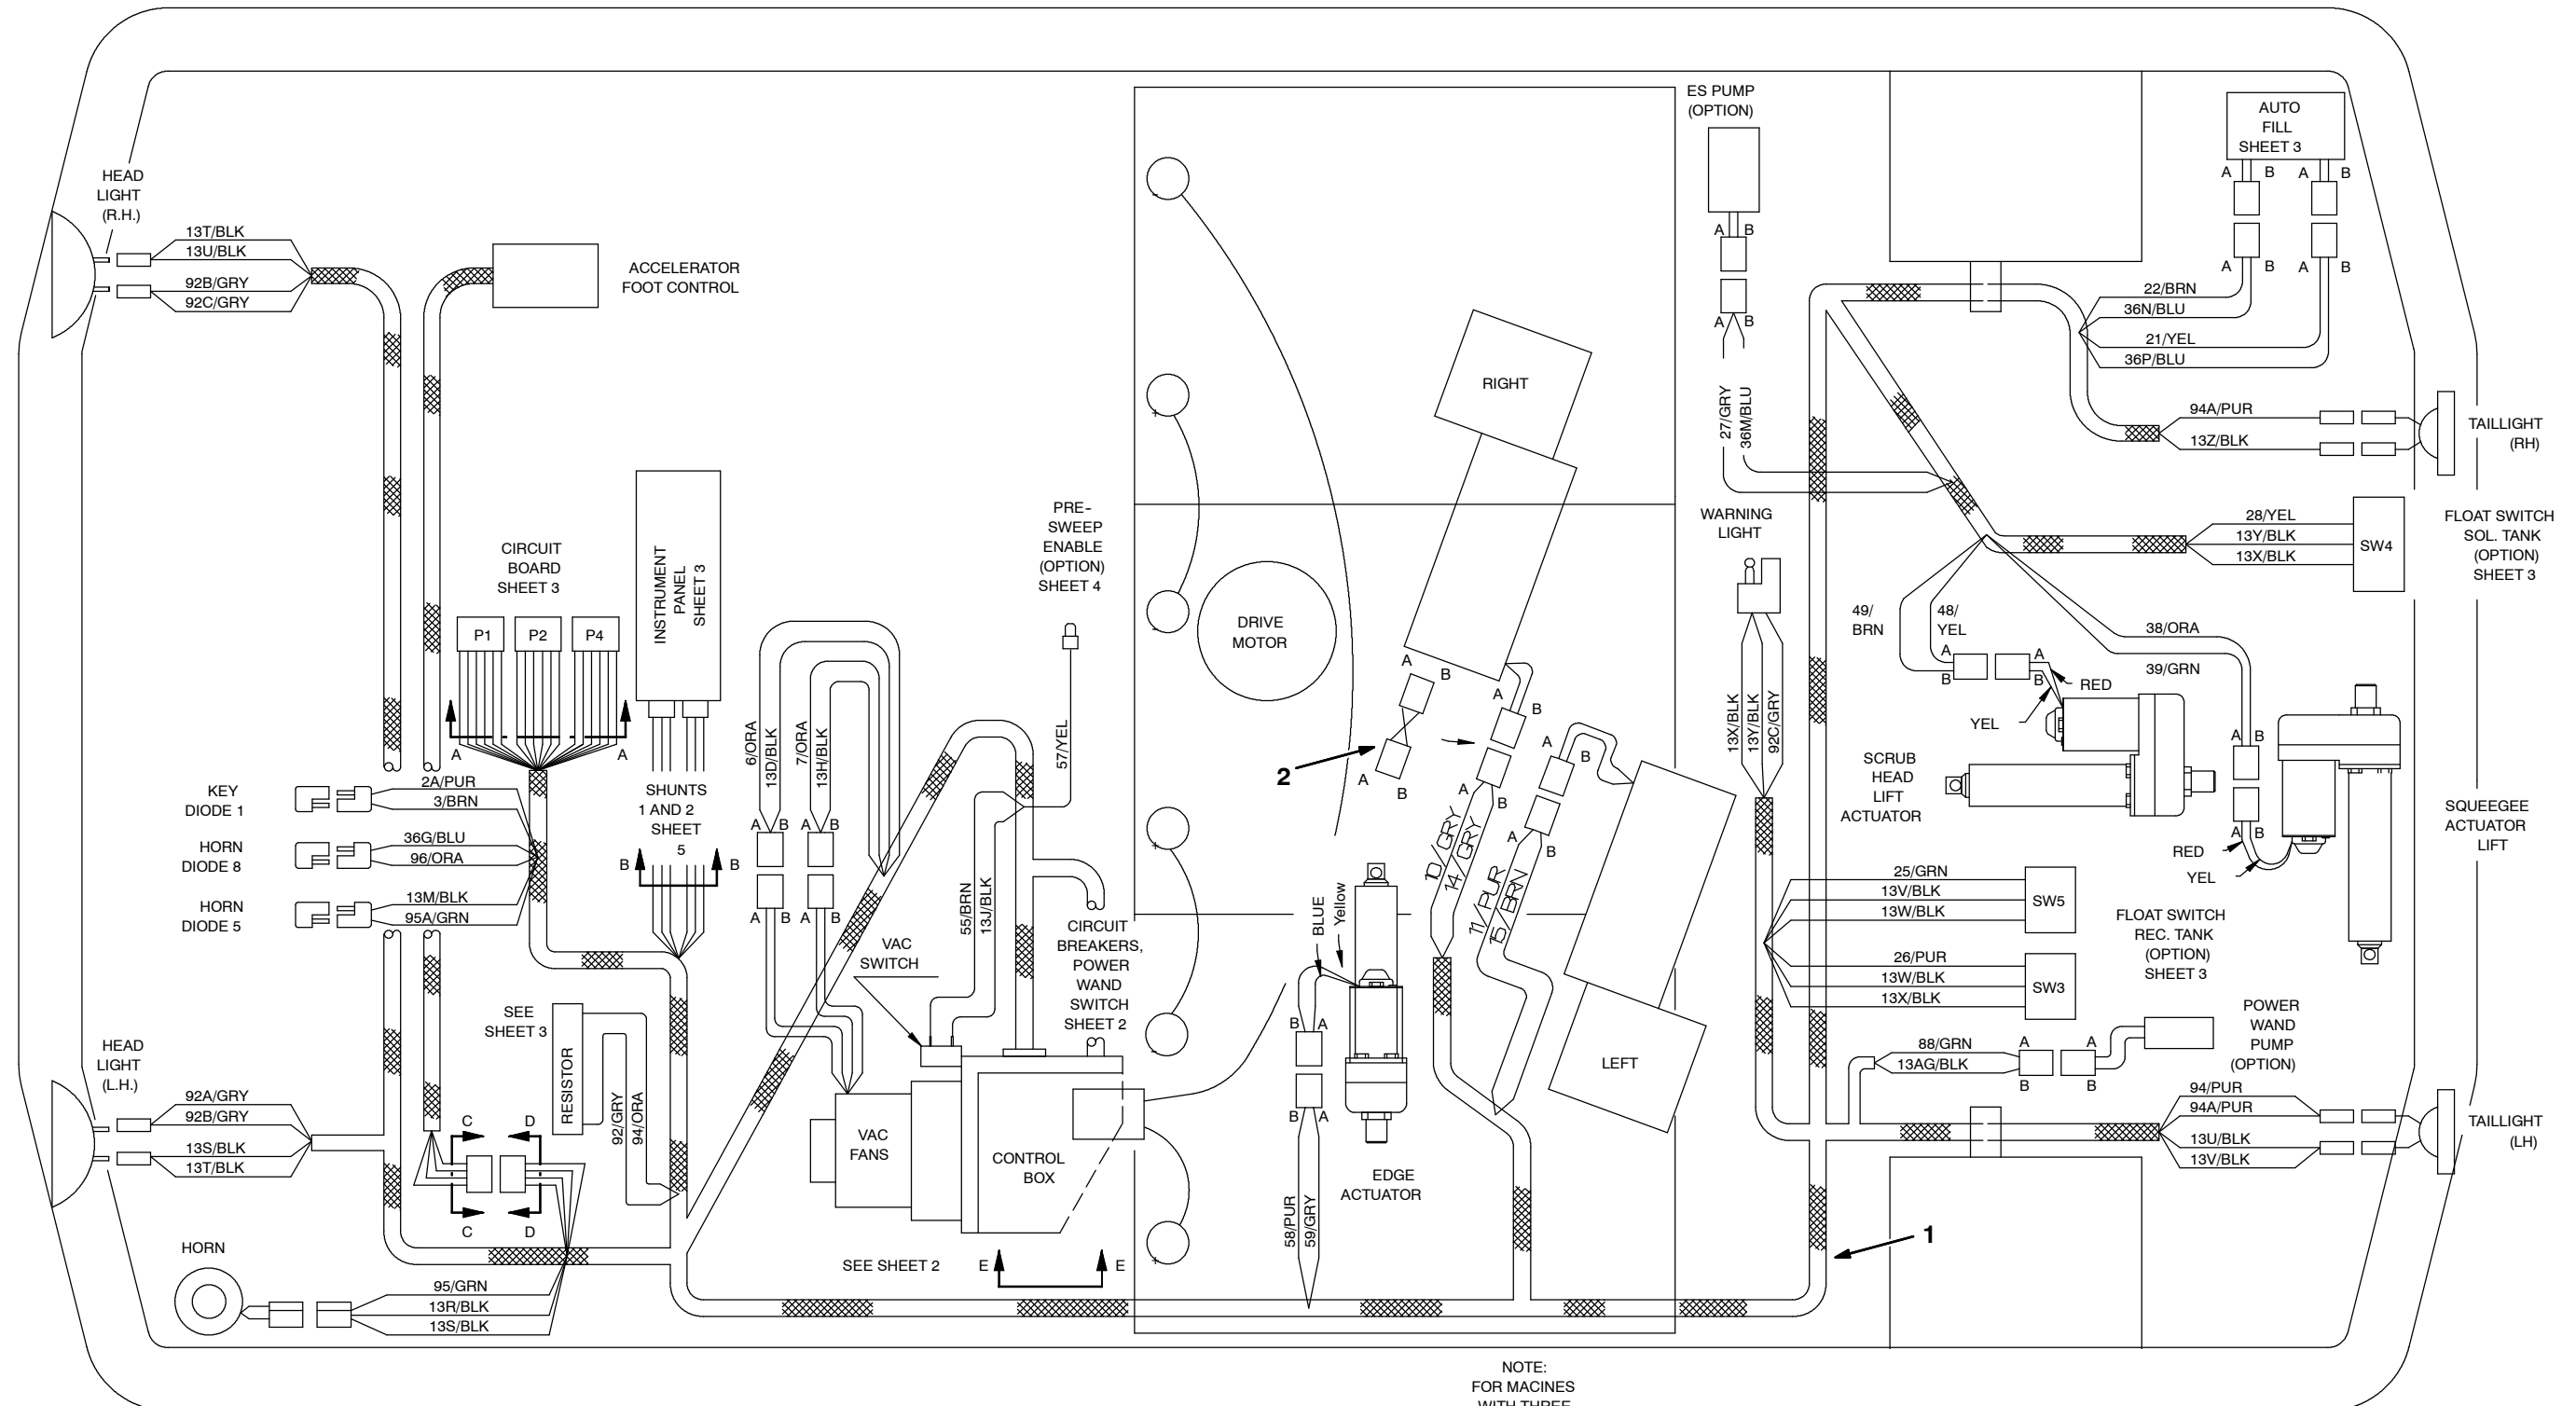 HEAD
LIGHT
(R.H.)
13T/BLK
13U/BLK
92B/GRY
92C/GRY
ACCELERATOR
FOOT CONTROL
CIRCUIT
BOARD
SHEET 3
P1
P2
P4
A
A
INSTRUMENT
PANEL
SHEET 3
SHUNTS
1 AND 2
SHEET
5
B
B
KEY
DIODE 1
2A/PUR
3/BRN
HORN
DIODE 8
36G/BLU
96/ORA
HORN
DIODE 5
13M/BLK
95A/GRN
6/ORA
13D/BLK
7/ORA
13H/BLK
A
B
A
B
A
B
A
B
PRE-
SWEEP
ENABLE
(OPTION)
SHEET 4
57/YEL
55/BRN
13J/BLK
VAC
SWITCH
CIRCUIT
BREAKERS,
POWER
WAND
SWITCH
SHEET 2
SEE
SHEET 3
RESISTOR
92/GRY
94/ORA
HEAD
LIGHT
(L.H.)
92A/GRY
92B/GRY
13S/BLK
13T/BLK
C
D
C
D
HORN
95/GRN
13R/BLK
13S/BLK
VAC
FANS
CONTROL
BOX
SEE SHEET 2
E
E
-
+
-
+
-
+
DRIVE
MOTOR
RIGHT
A
B
2
A
B
A
B
A
B
10/GRY
14/GRY
A
B
A
B
11/PUR
15/BRN
LEFT
BLUE
Yellow
B
A
B
A
58/PUR
59/GRY
EDGE
ACTUATOR
ES PUMP
(OPTION)
A
B
A
B
27/GRY
36M/BLU
WARNING
LIGHT
13X/BLK
13Y/BLK
92C/GRY
AUTO
FILL
SHEET 3
A
B
A
B
A
B
A
B
22/BRN
36N/BLU
21/YEL
36P/BLU
94A/PUR
13Z/BLK
TAILLIGHT
(RH)
28/YEL
13Y/BLK
13X/BLK
SW4
FLOAT SWITCH
SOL. TANK
(OPTION)
SHEET 3
49/
BRN
48/
YEL
A
B
A
B
RED
YEL
38/ORA
39/GRN
SCRUB
HEAD
LIFT
ACTUATOR
A
B
A
B
RED
YEL
SQUEEGEE
ACTUATOR
LIFT
25/GRN
13V/BLK
13W/BLK
SW5
26/PUR
13W/BLK
13X/BLK
SW3
FLOAT SWITCH
REC. TANK
(OPTION)
SHEET 3
88/GRN
13AG/BLK
A
B
A
B
POWER
WAND
PUMP
(OPTION)
94/PUR
94A/PUR
13U/BLK
13V/BLK
TAILLIGHT
(LH)
1
NOTE:
FOR MACINES
WITH THREE